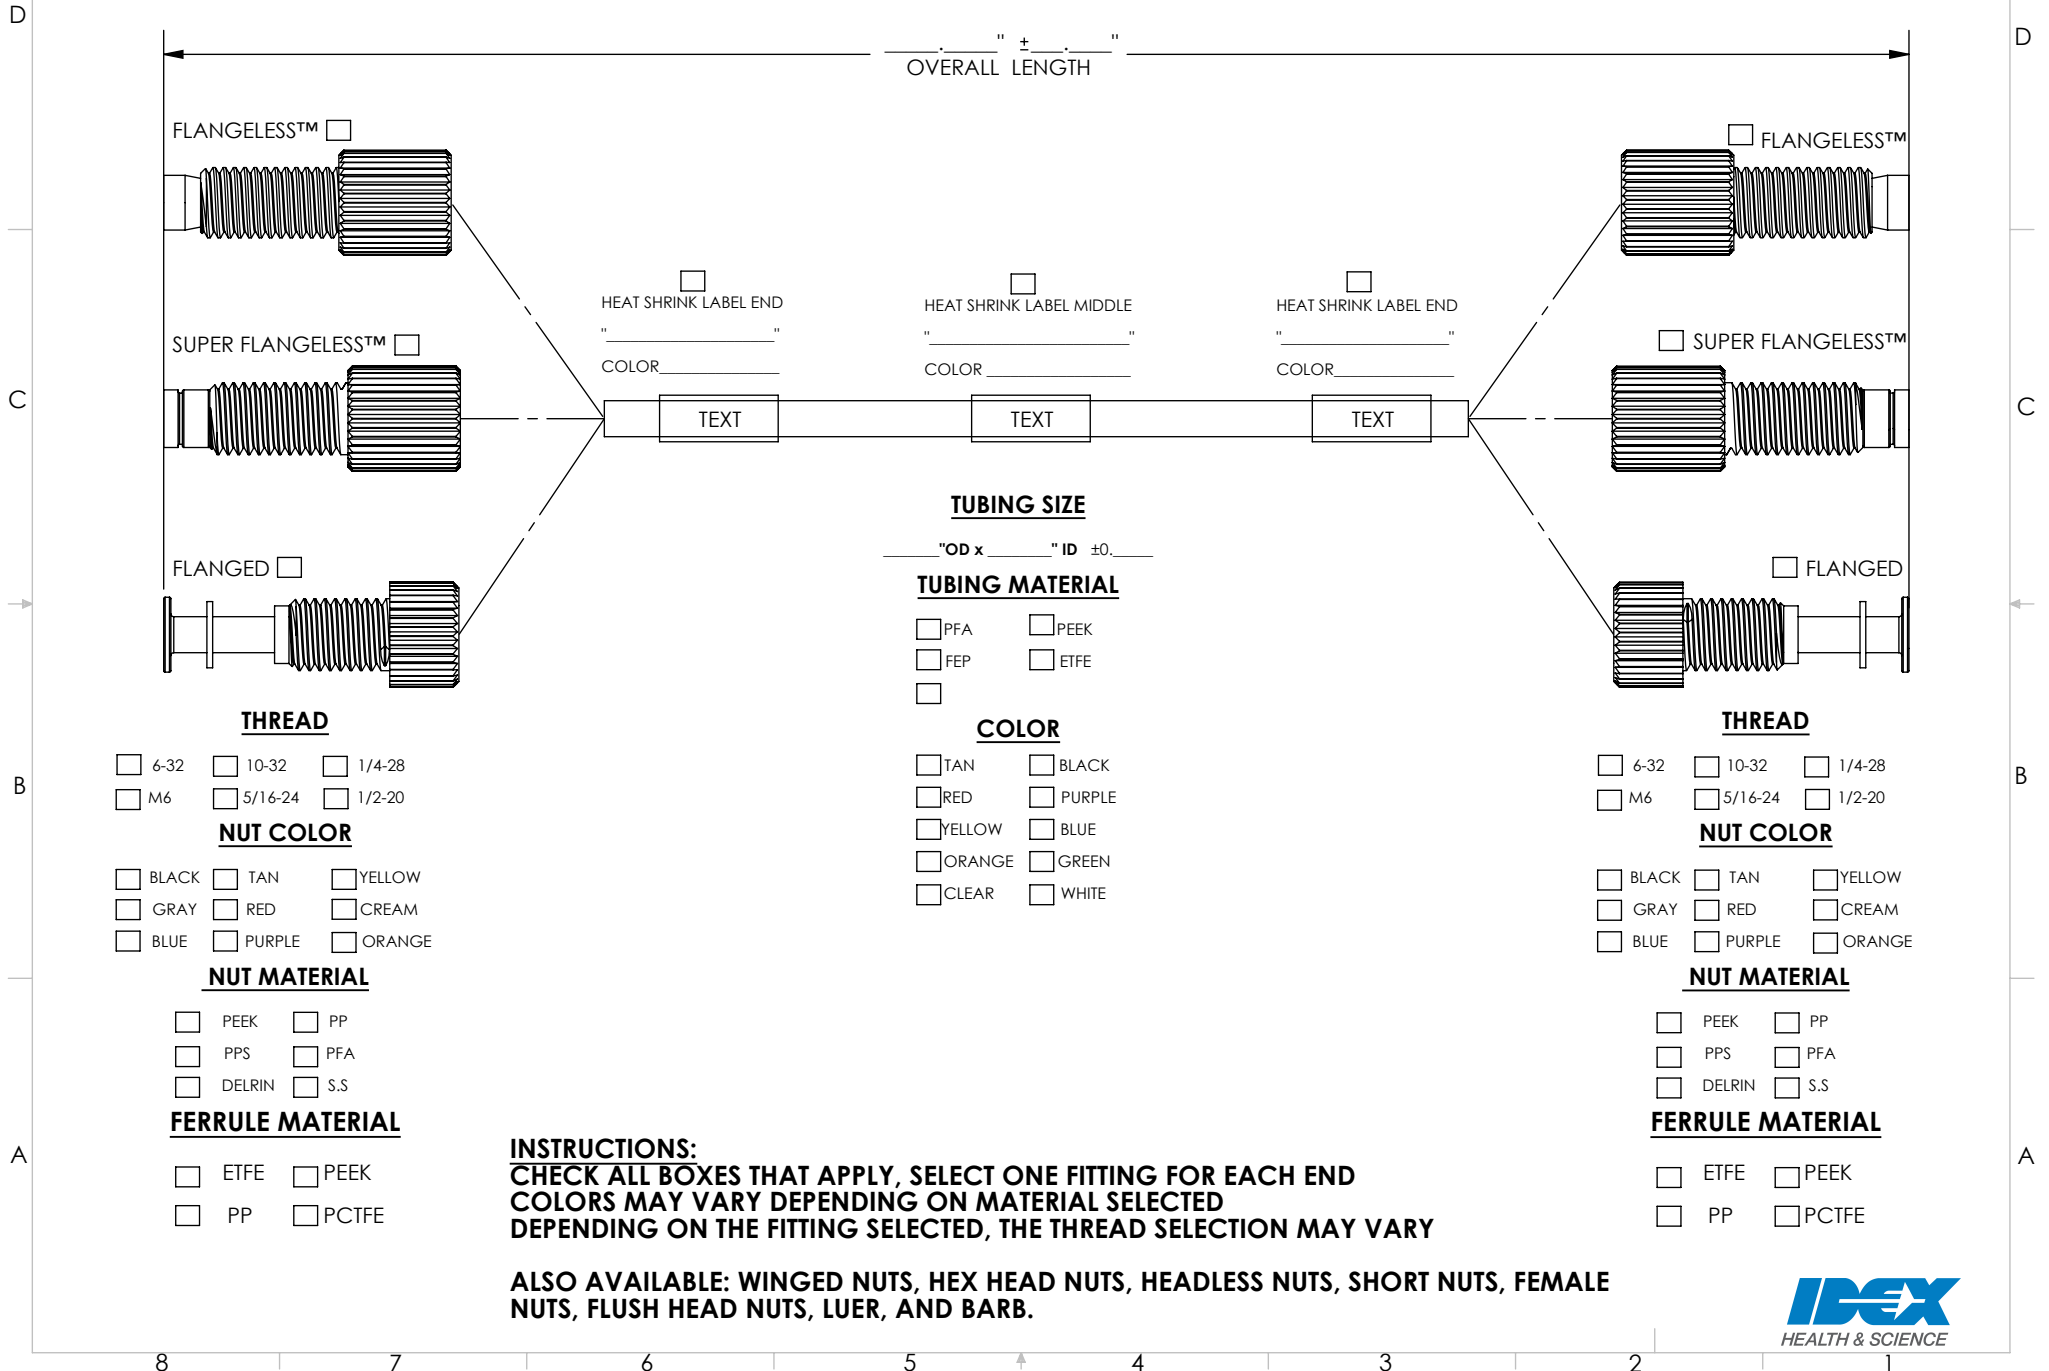 D
D
_____._____" ±___.____"
OVERALL LENGTH
FLANGELESS™
FLANGELESS™
HEAT SHRINK LABEL END
"__________________"
COLOR_____________
HEAT SHRINK LABEL MIDDLE
"______________________"
COLOR ________________
HEAT SHRINK LABEL END
"__________________"
COLOR_____________
SUPER FLANGELESS™
SUPER FLANGELESS™
C
C
TEXT
TEXT
TEXT
TUBING SIZE
_______"OD x ________" ID ±0._____
FLANGED
FLANGED
TUBING MATERIAL
PFA PEEK
FEP ETFE
COLOR
TAN BLACK
RED PURPLE
YELLOW BLUE
ORANGE GREEN
CLEAR WHITE
B
B
THREAD
6-32 10-32 1/4-28
M6 5/16-24 1/2-20
NUT COLOR
BLACK TAN YELLOW
GRAY RED CREAM
BLUE PURPLE ORANGE
NUT MATERIAL
PEEK PP
PPS PFA
DELRIN S.S
FERRULE MATERIAL
ETFE PEEK
PP PCTFE
THREAD
6-32 10-32 1/4-28
M6 5/16-24 1/2-20
NUT COLOR
BLACK TAN YELLOW
GRAY RED CREAM
BLUE PURPLE ORANGE
NUT MATERIAL
PEEK PP
PPS PFA
DELRIN S.S
FERRULE MATERIAL
ETFE PEEK
PP PCTFE
A
A
INSTRUCTIONS:
CHECK ALL BOXES THAT APPLY, SELECT ONE FITTING FOR EACH END
COLORS MAY VARY DEPENDING ON MATERIAL SELECTED
DEPENDING ON THE FITTING SELECTED, THE THREAD SELECTION MAY VARY
ALSO AVAILABLE: WINGED NUTS, HEX HEAD NUTS, HEADLESS NUTS, SHORT NUTS, FEMALE
NUTS, FLUSH HEAD NUTS, LUER, AND BARB.
IDEX
HEALTH & SCIENCE
8 7 6 5 4 3 2 1